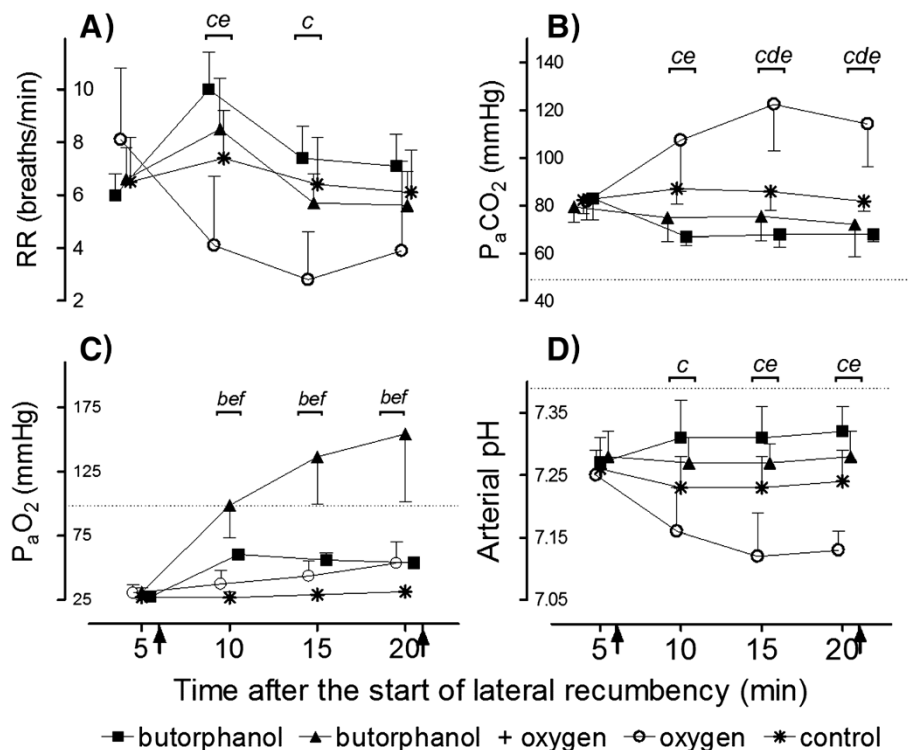 A)
ce
c
RR (breaths/min)
10
8
6
4
2
B)
ce
cde
cde
PaCO2 (mmHg)
140
120
100
80
60
40
C)
bef
bef
bef
PaO2 (mmHg)
175
125
75
25
5
10
15
20
D)
c
ce
ce
Arterial pH
7.35
7.25
7.15
7.05
5
10
15
20
Time after the start of lateral recumbency (min)
butorphanol butorphanol + oxygen oxygen control